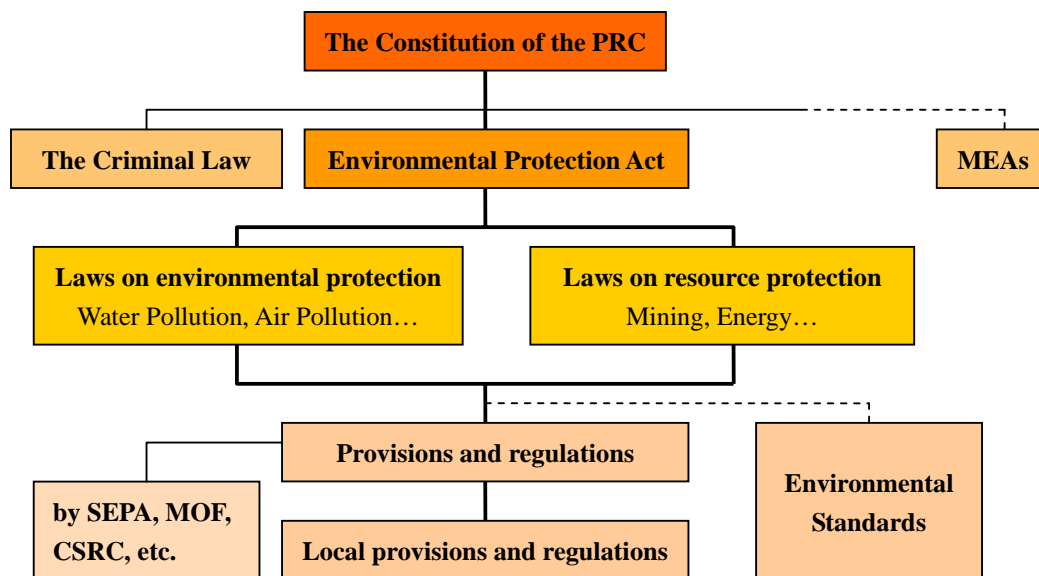 The Constitution of the PRC
The Criminal Law
Environmental Protection Act
MEAs
Laws on environmental protection
Water Pollution, Air Pollution…
Laws on resource protection
Mining, Energy…
Provisions and regulations
by SEPA, MOF,
CSRC, etc.
Local provisions and regulations
Environmental
Standards